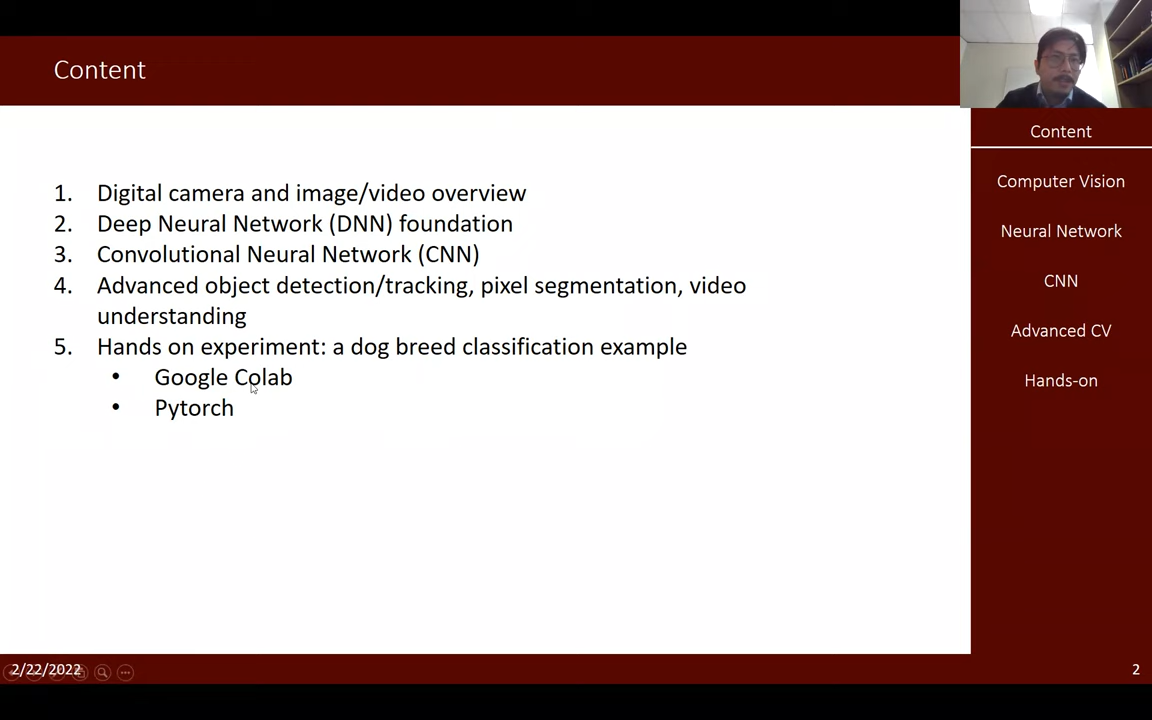 Content
1. Digital camera and image/video overview
2. Deep Neural Network (DNN) foundation
3. Convolutional Neural Network (CNN)
4. Advanced object detection/tracking, pixel segmentation, video
understanding
5. Hands on experiment: a dog breed classification example
• Google Colab
• Pytorch
Content
Computer Vision
Neural Network
CNN
Advanced CV
Hands-on
2/22/2022
2